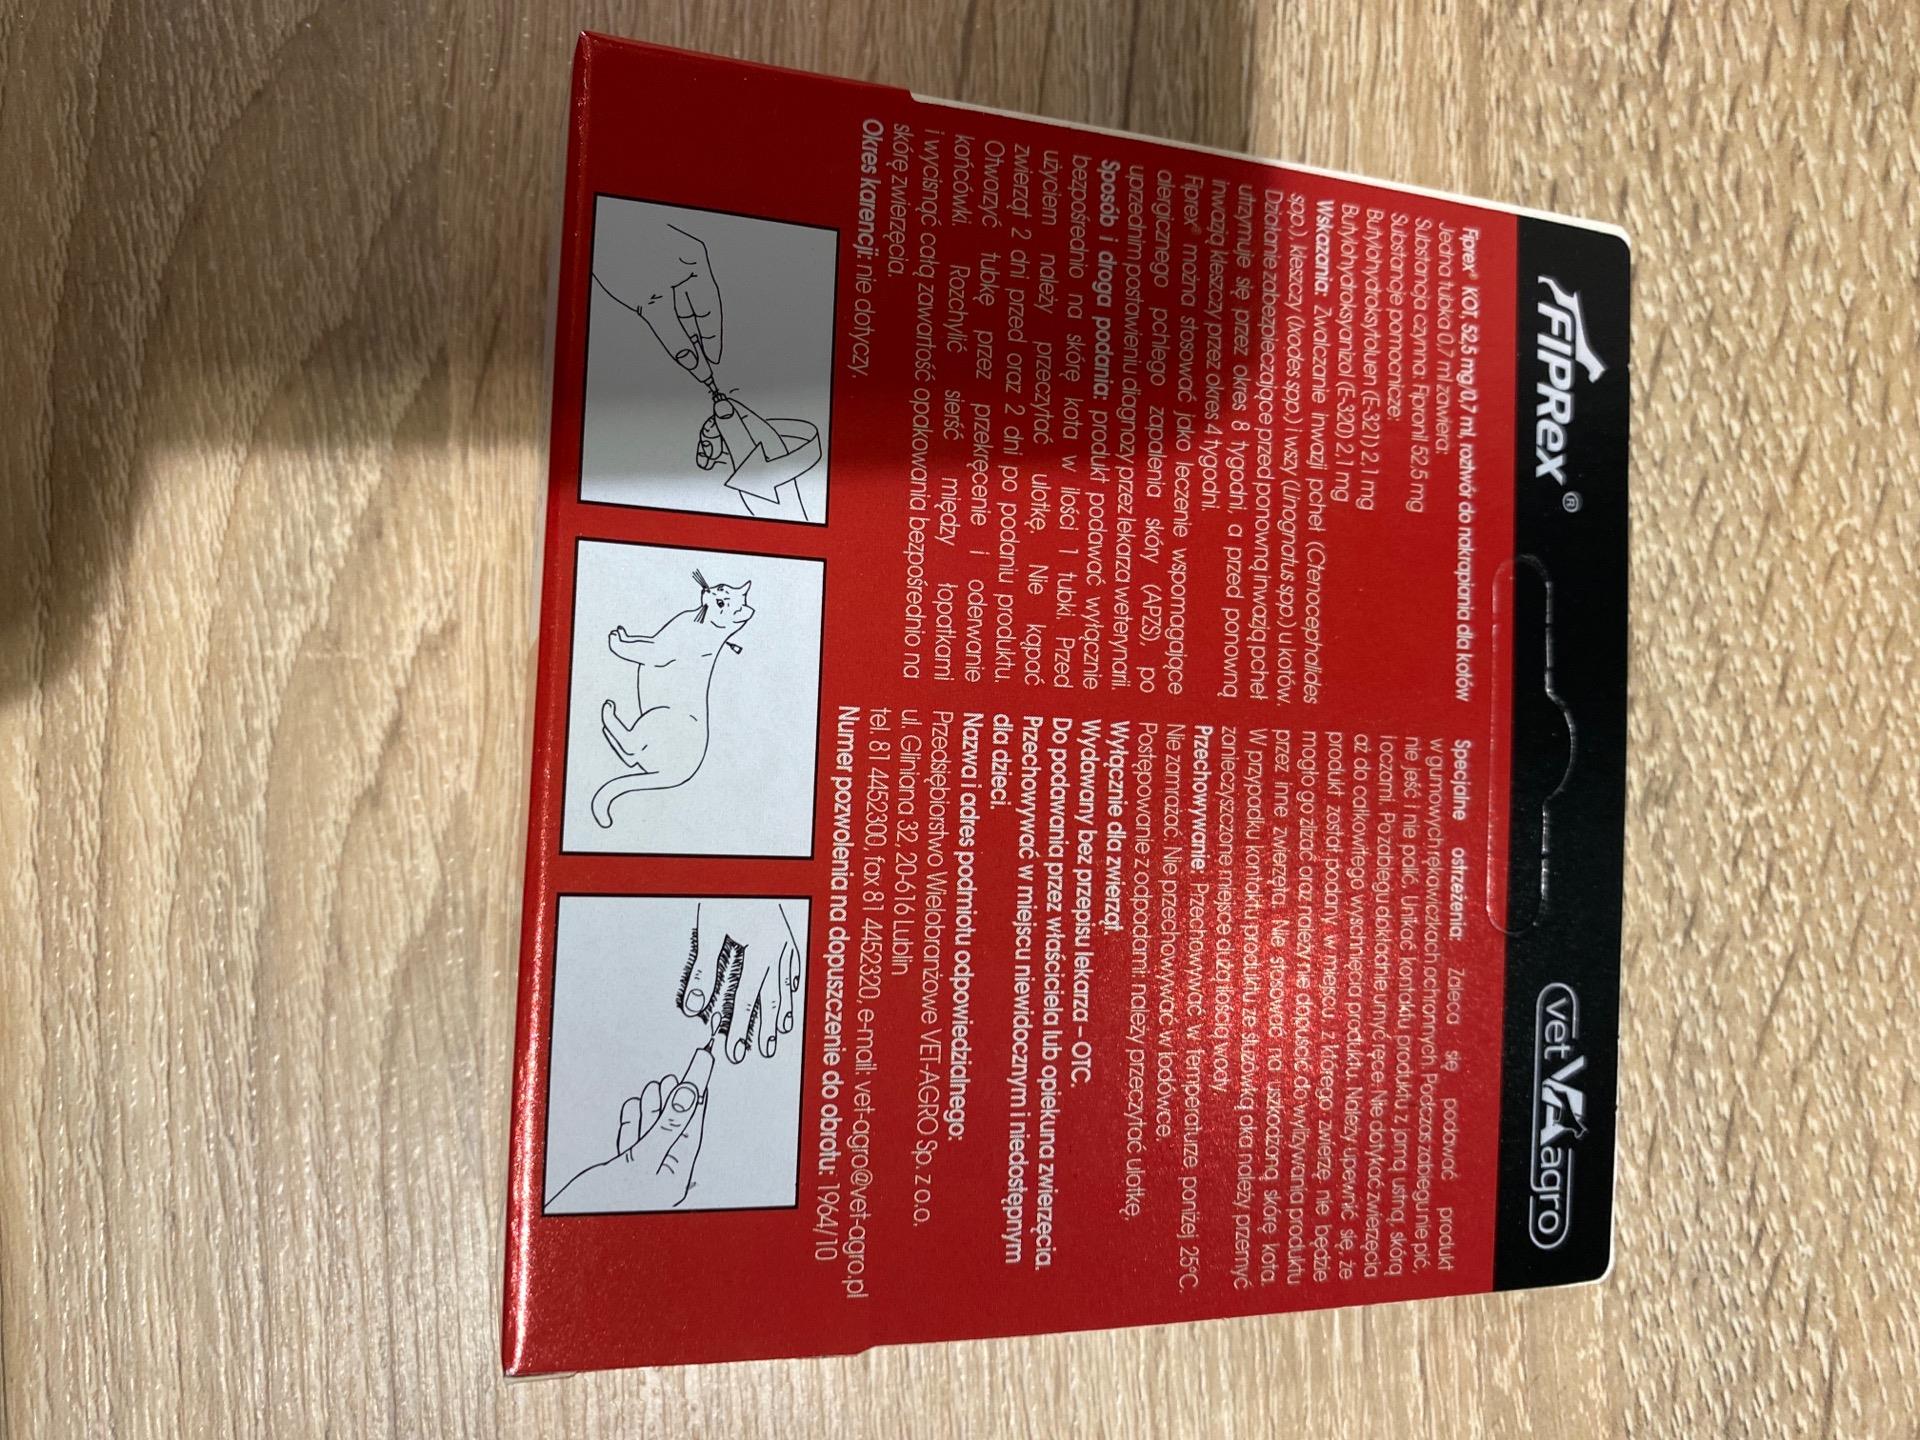 FIPRex®
vet Agro
Fiprex® KOT, 52,5 mg/0,7 ml, roztwór do nakrapiania dla kotów
Jedna tubka 0,7 ml zawiera:
Substancja czynna: Fipronil 52,5 mg
Substancje pomocnicze:
Butylohydroksytoluen (E-321) 2,1 mg
Butylohydroksyanizol (E-320) 2,1 mg
Wskazania: Zwalczanie inwazji pcheł (Ctenocephalides
spp.), kleszczy (Ixodes spp.) i wszy (Linognatus spp.) u kotów.
Działanie zabezpieczające przed ponowną inwazją pcheł
utrzymuje się przez okres 8 tygodni, a przed ponowną
inwazją kleszczy przez okres 4 tygodni.
Fiprex® można stosować jako leczenie wspomagające
alergicznego pchlego zapalenia skóry (APZS), po
uprzednim postawieniu diagnozy przez lekarza weterynarii.
Sposób i droga podania: produkt podawać wyłącznie
bezpośrednio na skórę kota w ilości 1 tubki. Przed
użyciem należy przeczytać ulotkę. Nie kąpać
zwierząt 2 dni przed oraz 2 dni po podaniu produktu.
Otworzyć tubkę przez przekręcenie i oderwanie
końcówki. Rozchylić sierść między łopatkami
i wycisnąć całą zawartość opakowania bezpośrednio na
skórę zwierzęcia.
Okres karencji: nie dotyczy.
Specjalne ostrzeżenia: Zaleca się podawać produkt
w gumowych rękawiczkach ochronnych. Podczas zabiegu nie pić,
nie jeść i nie palić. Unikać kontaktu produktu z jamą ustną, skórą
i oczami. Po zabiegu dokładnie umyć ręce. Nie dotykać zwierzęcia
aż do całkowitego wyschnięcia produktu. Należy upewnić się, że
produkt został podany w miejscu, z którego zwierzę nie będzie
mogło go zlizać oraz należy nie dopuścić do wylizywania produktu
przez inne zwierzęta. Nie stosować na uszkodzoną skórę kota.
W przypadku kontaktu produktu ze śluzówką oka należy przemyć
zanieczyszczone miejsce dużą ilością wody.
Przechowywanie: Przechowywać w temperaturze poniżej 25°C.
Nie zamrażać. Nie przechowywać w lodówce.
Postępowanie z odpadami: należy przeczytać ulotkę.
Wyłącznie dla zwierząt
Wydawany bez przepisu lekarza – OTC.
Do podawania przez właściciela lub opiekuna zwierzęcia.
Przechowywać w miejscu niewidocznym i niedostępnym
dla dzieci.
Nazwa i adres podmiotu odpowiedzialnego:
Przedsiębiorstwo Wielobranżowe VET-AGRO Sp. z o.o.
ul. Gliniana 32, 20-616 Lublin
tel. 81 4452300, fax 81 4452320, e-mail: vet-agro@vet-agro.pl
Numer pozwolenia na dopuszczenie do obrotu: 1964/10